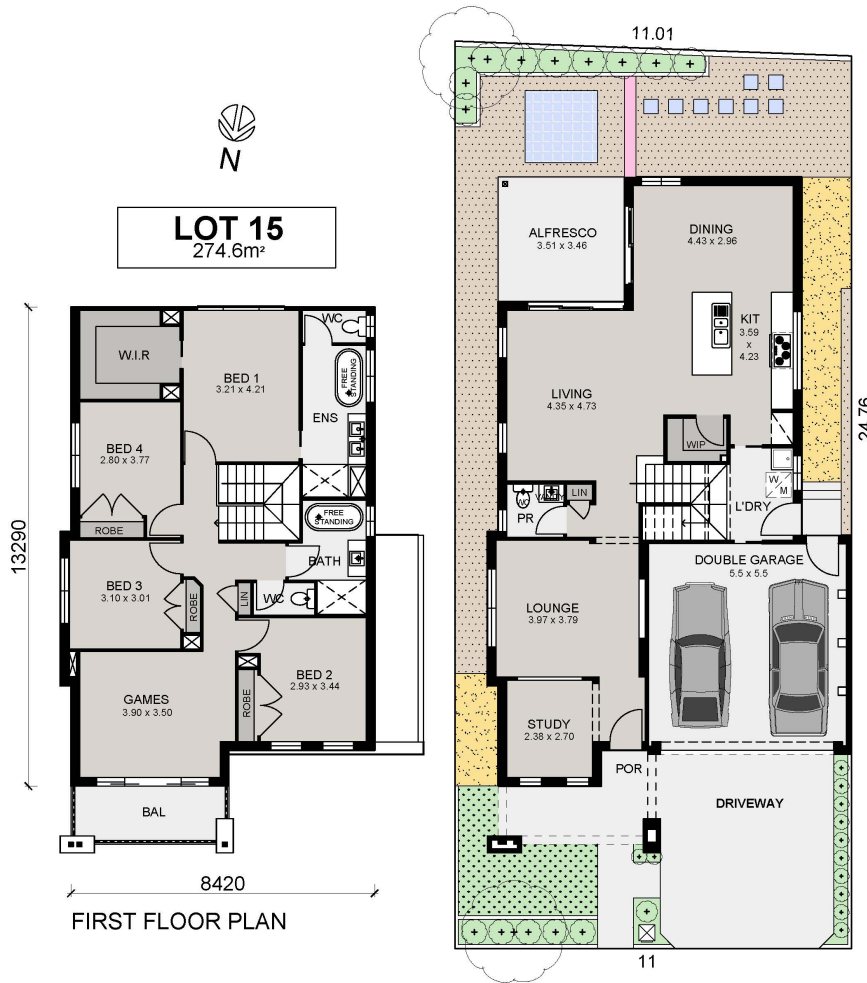 11.01
N
LOT 15
274.6m²
WC
W.I.R
BED 1
3.21 x 4.21
FREE
STANDING
ENS
BED 4
2.80 x 3.77
ROBE
FREE
STANDING
BATH
BED 3
3.10 x 3.01
ROBE
LIN
WC
BED 2
2.93 x 3.44
ROBE
GAMES
3.90 x 3.50
BAL
13290
8420
FIRST FLOOR PLAN
ALFRESCO
3.51 x 3.46
DINING
4.43 x 2.96
KIT
3.59
x
4.23
LIVING
4.35 x 4.73
24.76
WIP
W
M
L'DRY
WC
VANITY
LIN
PR
DOUBLE GARAGE
5.5 x 5.5
LOUNGE
3.97 x 3.79
STUDY
2.38 x 2.70
POR
DRIVEWAY
11